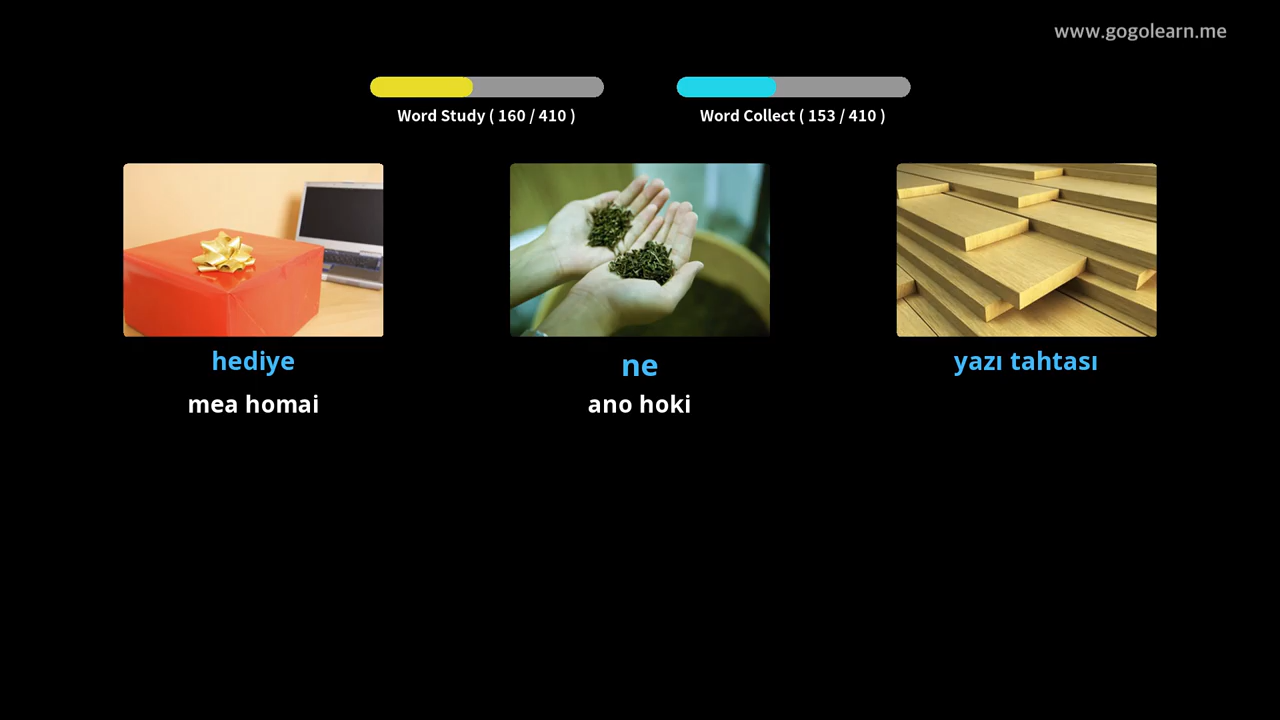 www.gogolearn.me
Word Study ( 160 / 410 )
Word Collect ( 153 / 410 )
hediye
mea homai
ne
ano hoki
yazı tahtası